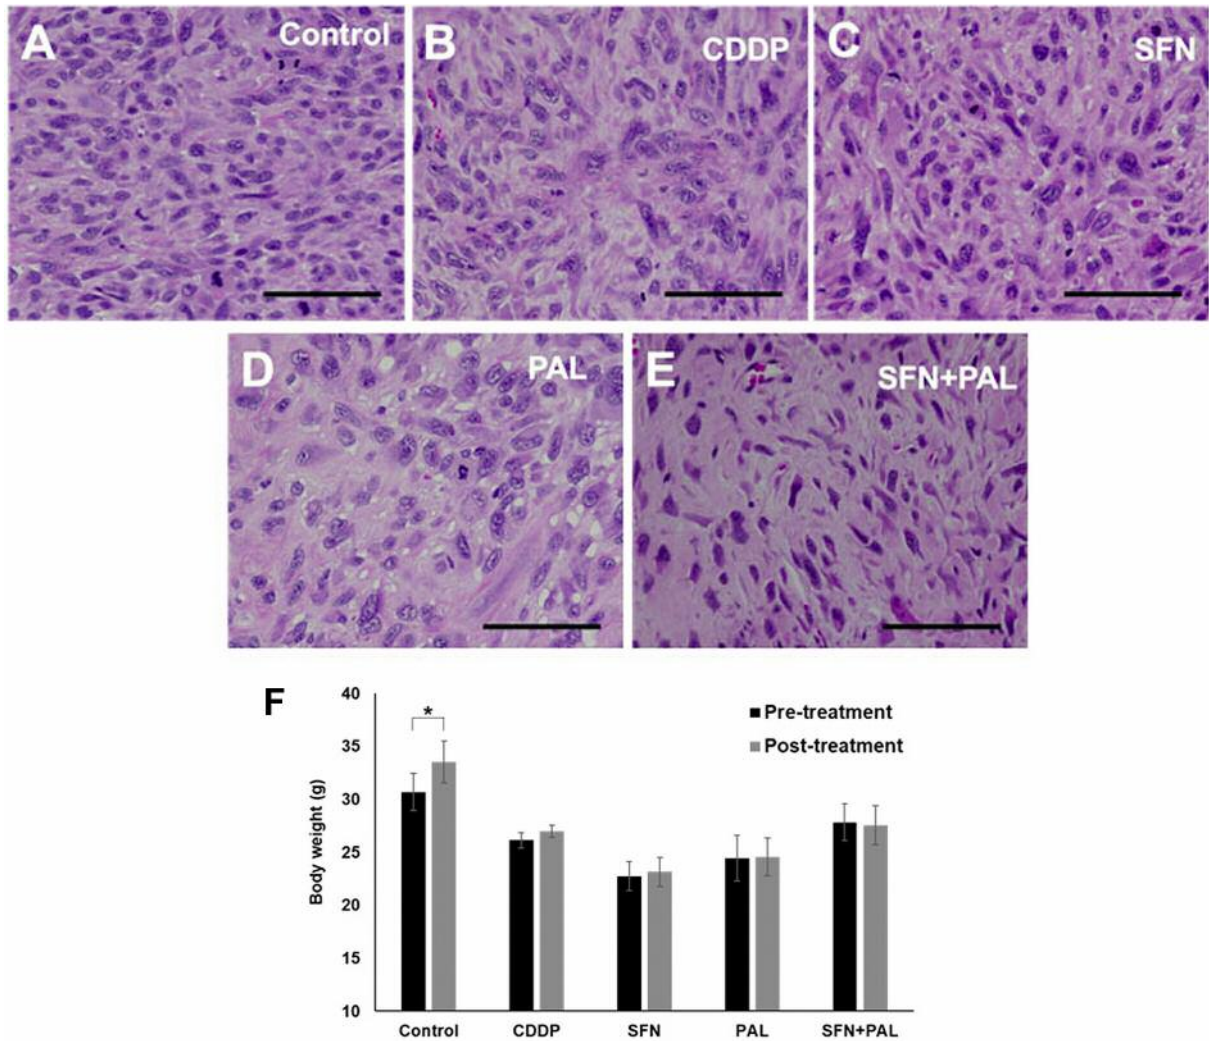 A Control
B CDDP
C SFN
D PAL
E SFN+PAL
F
40
35
30
25
20
15
10
Body weight (g)
*
Pre-treatment
Post-treatment
Control CDDP SFN PAL SFN+PAL